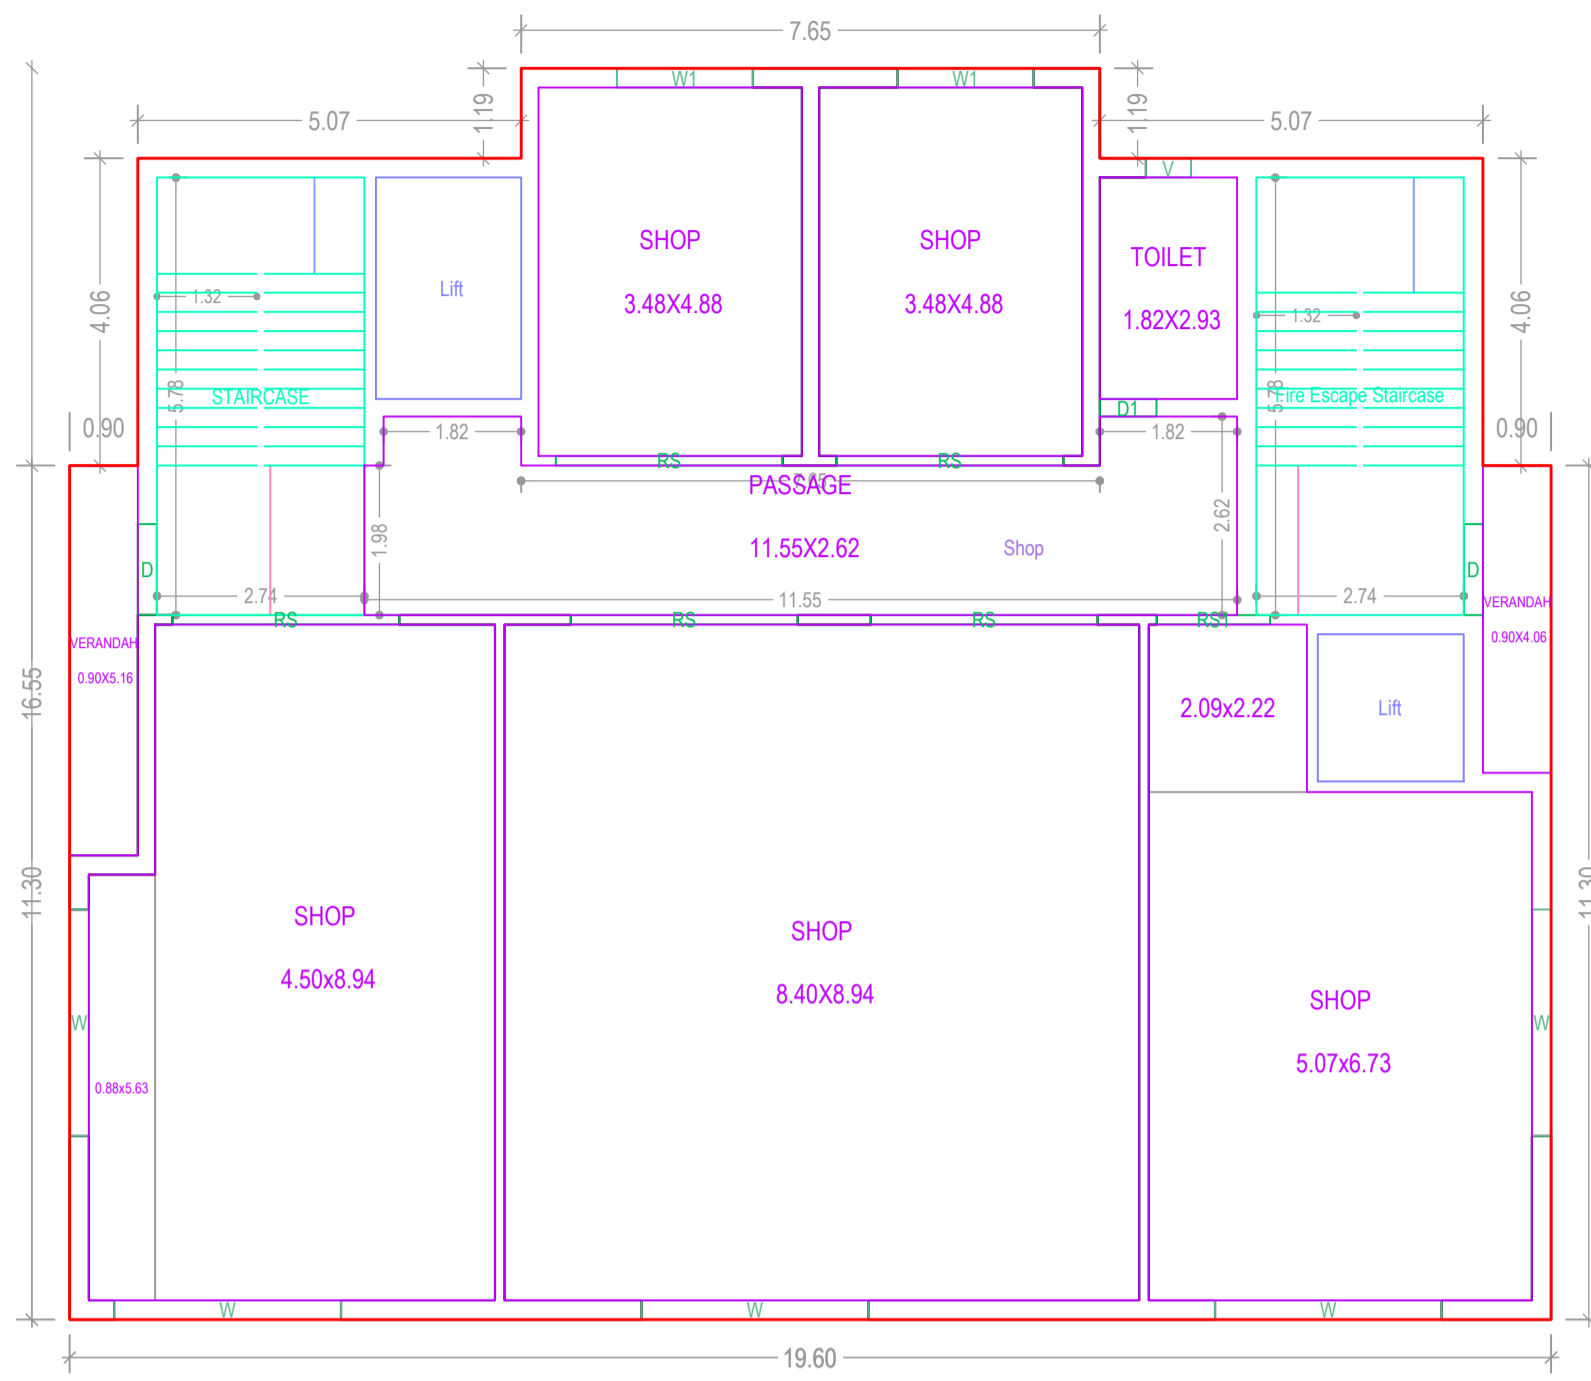 7.65
W1
W1
1.19
1.19
5.07
5.07
V
SHOP
SHOP
TOILET
3.48X4.88
3.48X4.88
1.82X2.93
Lift
4.06
4.06
1.32
1.32
STAIRCASE
5.78
5.78
Fire Escape Staircase
D1
0.90
0.90
1.82
1.82
RS
RS
7.65
PASSAGE
11.55X2.62
Shop
1.98
2.62
D
D
2.74
11.55
2.74
RS
RS
RS
RS1
VERANDAH
0.90X5.16
VERANDAH
0.90X4.06
2.09x2.22
Lift
16.55
11.30
11.30
SHOP
4.50x8.94
SHOP
8.40X8.94
SHOP
5.07x6.73
W
W
0.88x5.63
W
W
W
19.60